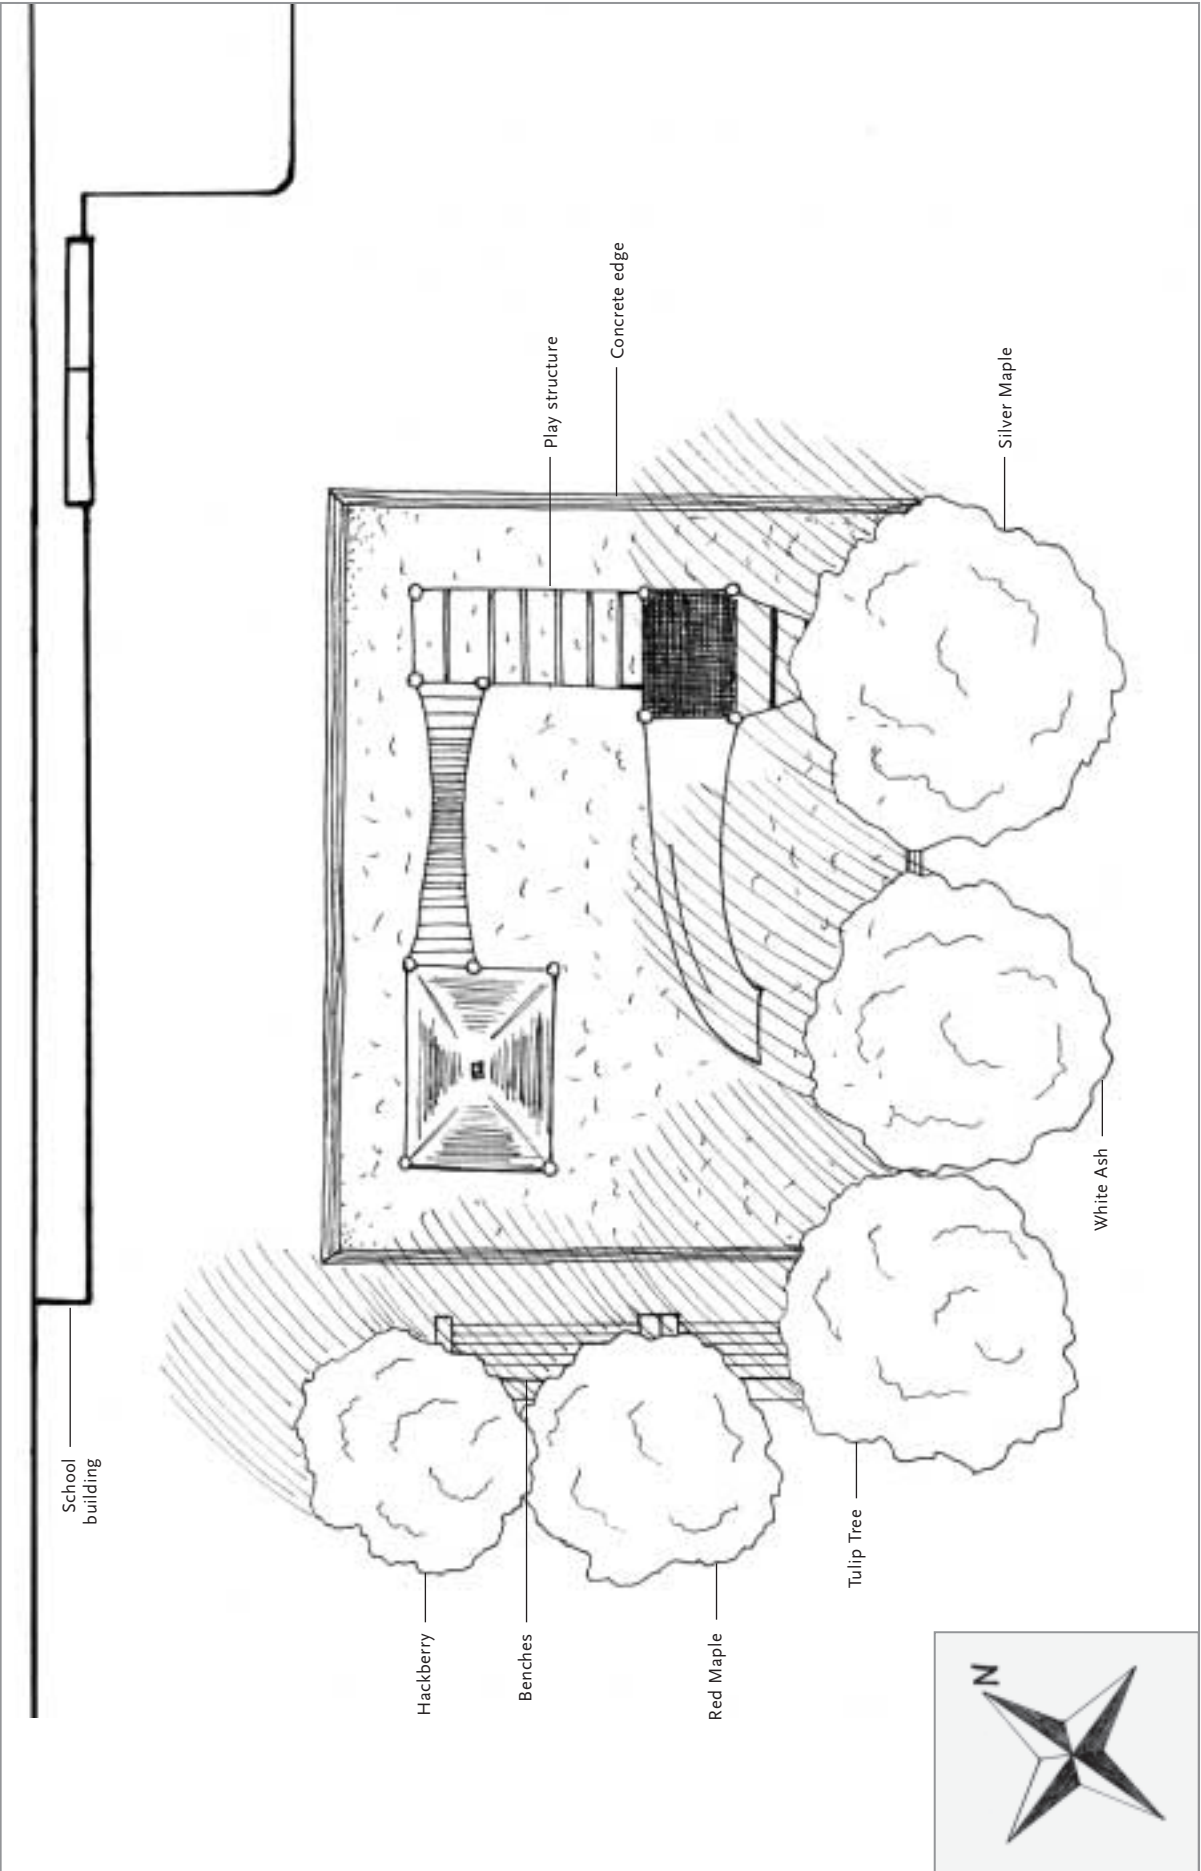 School
building
Hackberry
Benches
Play structure
Concrete edge
Red Maple
Tulip Tree
Silver Maple
White Ash
N